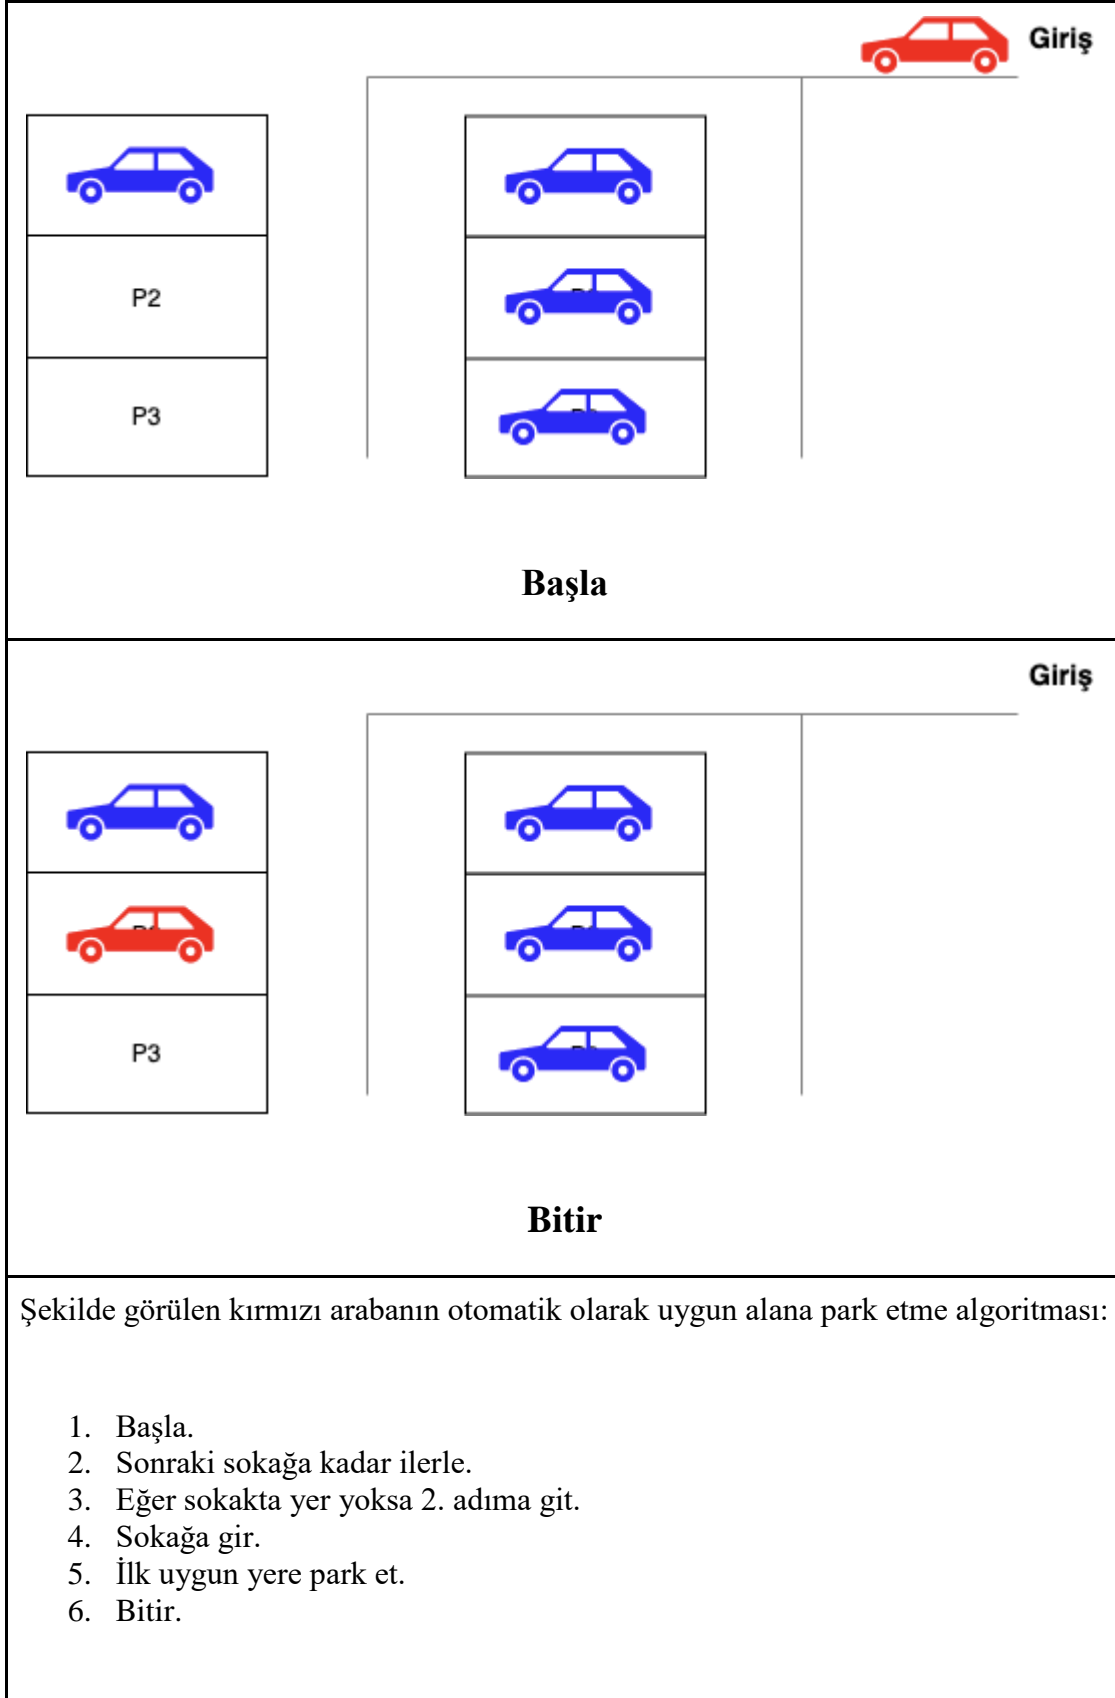 Giriş
P2
P3
Başla
Giriş
P3
Bitir
Şekilde görülen kırmızı arabanın otomatik olarak uygun alana park etme algoritması:
1. Başla.
2. Sonraki sokağa kadar ilerle.
3. Eğer sokakta yer yoksa 2. adıma git.
4. Sokağa gir.
5. İlk uygun yere park et.
6. Bitir.